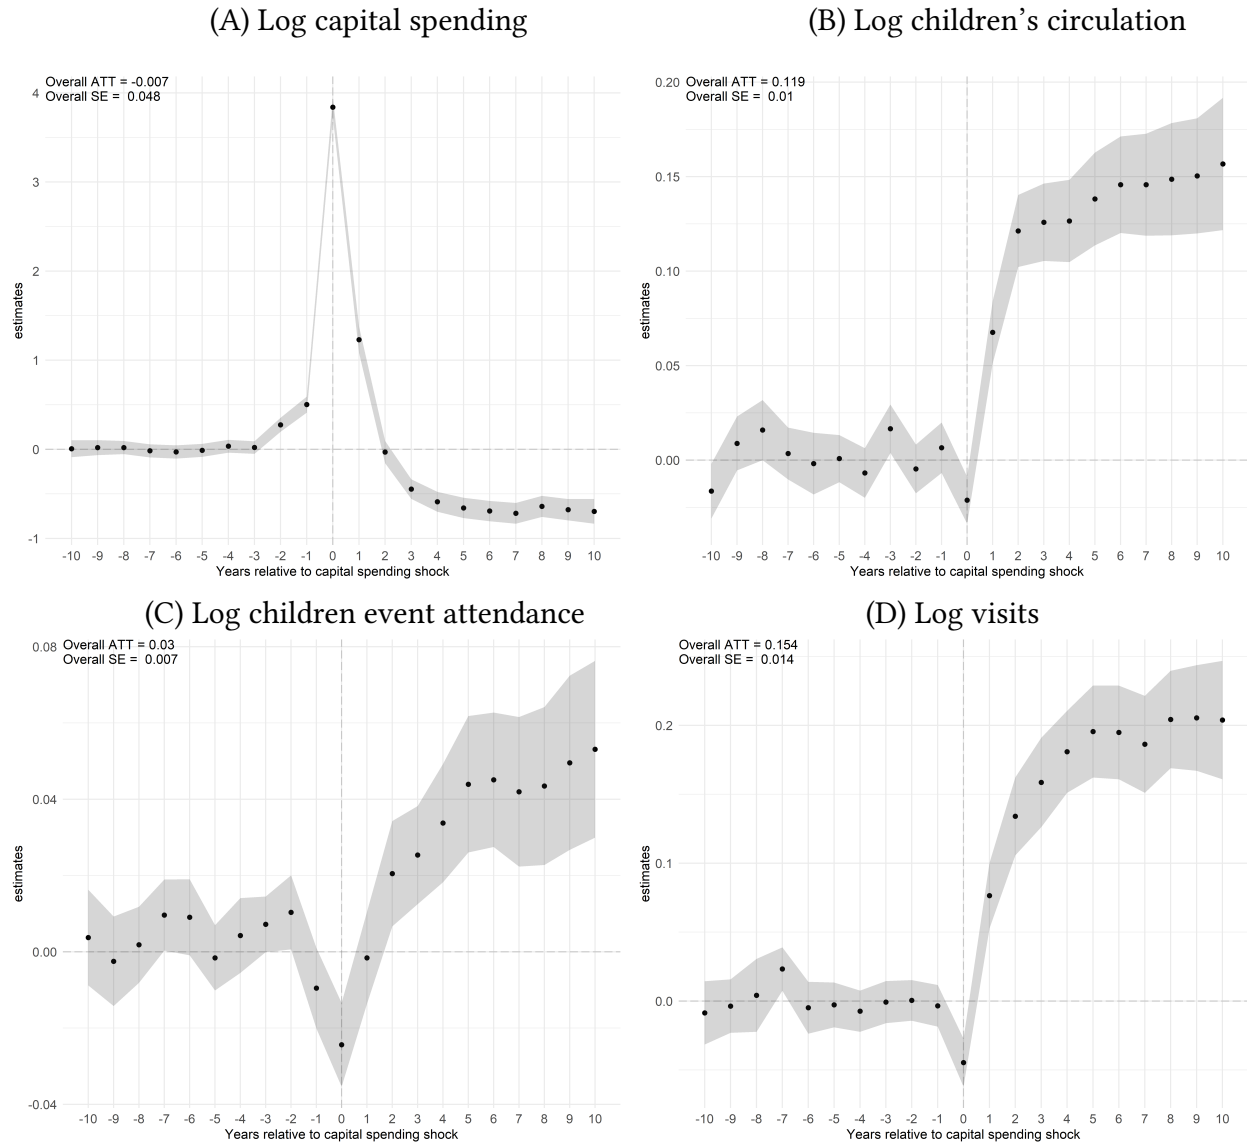 (A) Log capital spending
Overall ATT = -0.007
Overall SE = 0.048
4
3
2
1
0
-1
estimates
-10 -9 -8 -7 -6 -5 -4 -3 -2 -1 0 1 2 3 4 5 6 7 8 9 10
Years relative to capital spending shock
(B) Log children’s circulation
Overall ATT = 0.119
Overall SE = 0.01
0.20
0.15
0.10
0.05
0.00
estimates
-10 -9 -8 -7 -6 -5 -4 -3 -2 -1 0 1 2 3 4 5 6 7 8 9 10
Years relative to capital spending shock
(C) Log children event attendance
Overall ATT = 0.03
Overall SE = 0.007
0.08
0.04
0.00
-0.04
estimates
-10 -9 -8 -7 -6 -5 -4 -3 -2 -1 0 1 2 3 4 5 6 7 8 9 10
Years relative to capital spending shock
(D) Log visits
Overall ATT = 0.154
Overall SE = 0.014
0.2
0.1
0.0
estimates
-10 -9 -8 -7 -6 -5 -4 -3 -2 -1 0 1 2 3 4 5 6 7 8 9 10
Years relative to capital spending shock